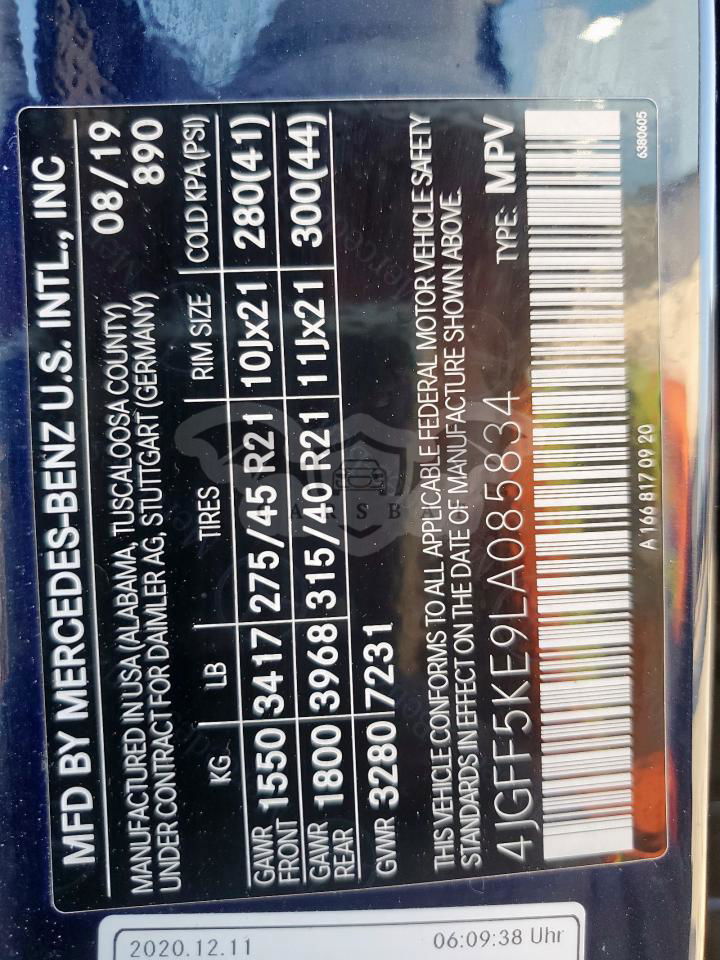 MFD BY MERCEDES-BENZ U.S. INTL., INC
MANUFACTURED IN USA (ALABAMA, TUSCALOOSA COUNTY) 08/19
UNDER CONTRACT FOR DAIMLER AG, STUTTGART (GERMANY) 890
KG LB TIRES RIM SIZE COLD KPA (PSI)
GAWR FRONT 1550 3417 275/45 R21 10Jx21 280(41)
GAWR REAR 1800 3968 315/40 R21 11Jx21 300(44)
GVWR 3280 7231
THIS VEHICLE CONFORMS TO ALL APPLICABLE FEDERAL MOTOR VEHICLE SAFETY
STANDARDS IN EFFECT ON THE DATE OF MANUFACTURE SHOWN ABOVE.
4JGFF5KE9LA085834 TYPE: MPV
A 166 817 09 20 6380605
2020.12.11 06:09:38 Uhr